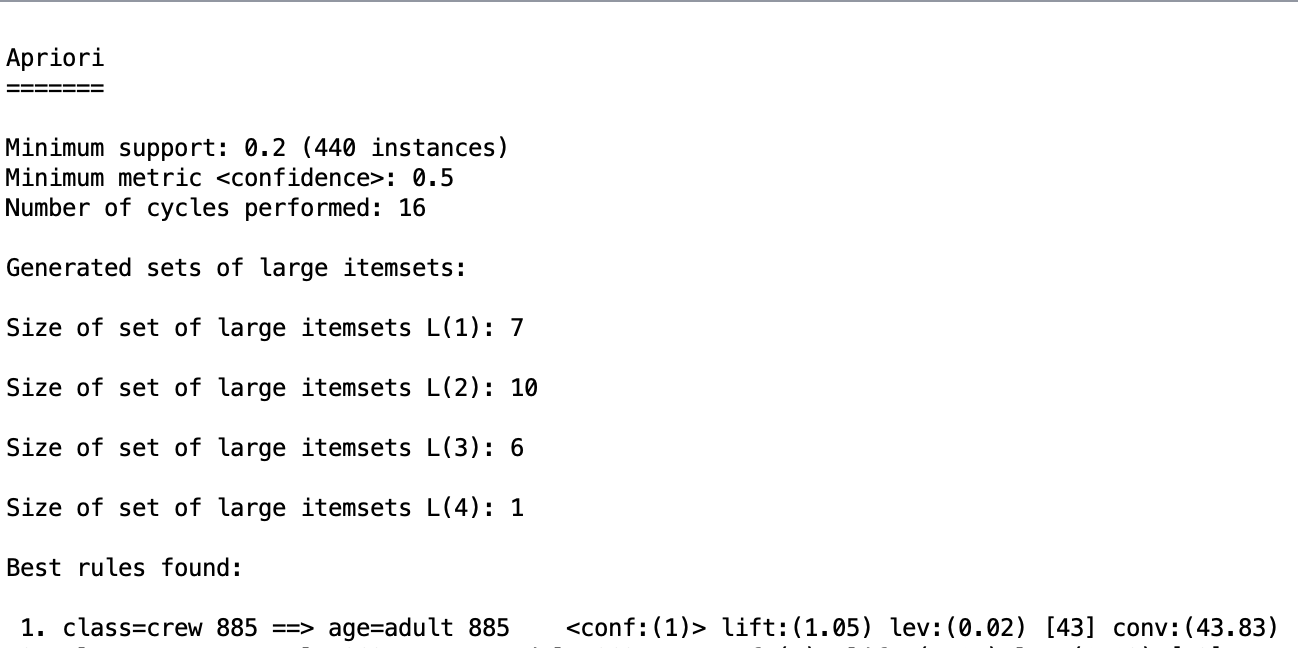 Apriori
=======
Minimum support: 0.2 (440 instances)
Minimum metric <confidence>: 0.5
Number of cycles performed: 16
Generated sets of large itemsets:
Size of set of large itemsets L(1): 7
Size of set of large itemsets L(2): 10
Size of set of large itemsets L(3): 6
Size of set of large itemsets L(4): 1
Best rules found:
1. class=crew 885 ==> age=adult 885    <conf:(1)> lift:(1.05) lev:(0.02) [43] conv:(43.83)